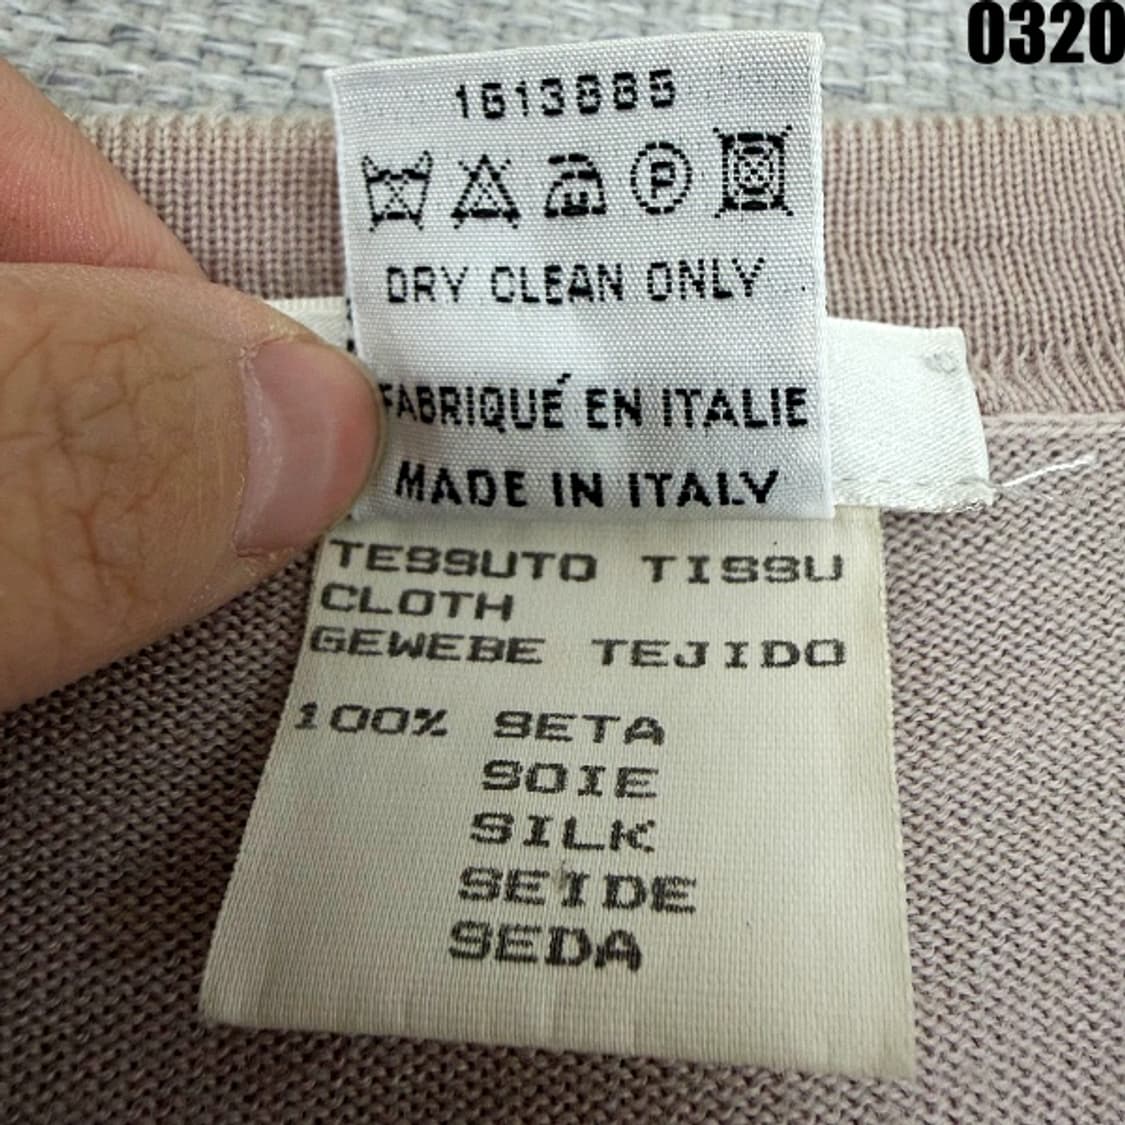 0320
1613885
P
DRY CLEAN ONLY
FABRIQUÉ EN ITALIE
MADE IN ITALY
TESSUTO TISSU
CLOTH
GEWEBE TEJIDO
100% SETA
SOIE
SILK
SEIDE
SEDA